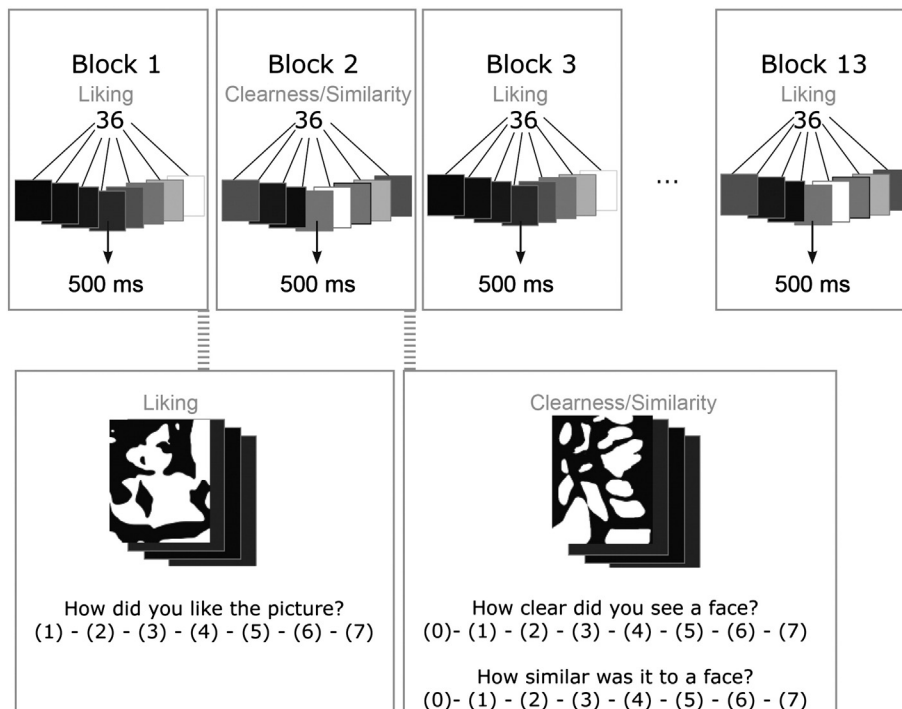 Block 1
Liking
36
500 ms
Block 2
Clearness/Similarity
36
500 ms
Block 3
Liking
36
500 ms
...
Block 13
Liking
36
500 ms
Liking
How did you like the picture?
(1) - (2) - (3) - (4) - (5) - (6) - (7)
Clearness/Similarity
How clear did you see a face?
(0)- (1) - (2) - (3) - (4) - (5) - (6) - (7)
How similar was it to a face?
(0)- (1) - (2) - (3) - (4) - (5) - (6) - (7)